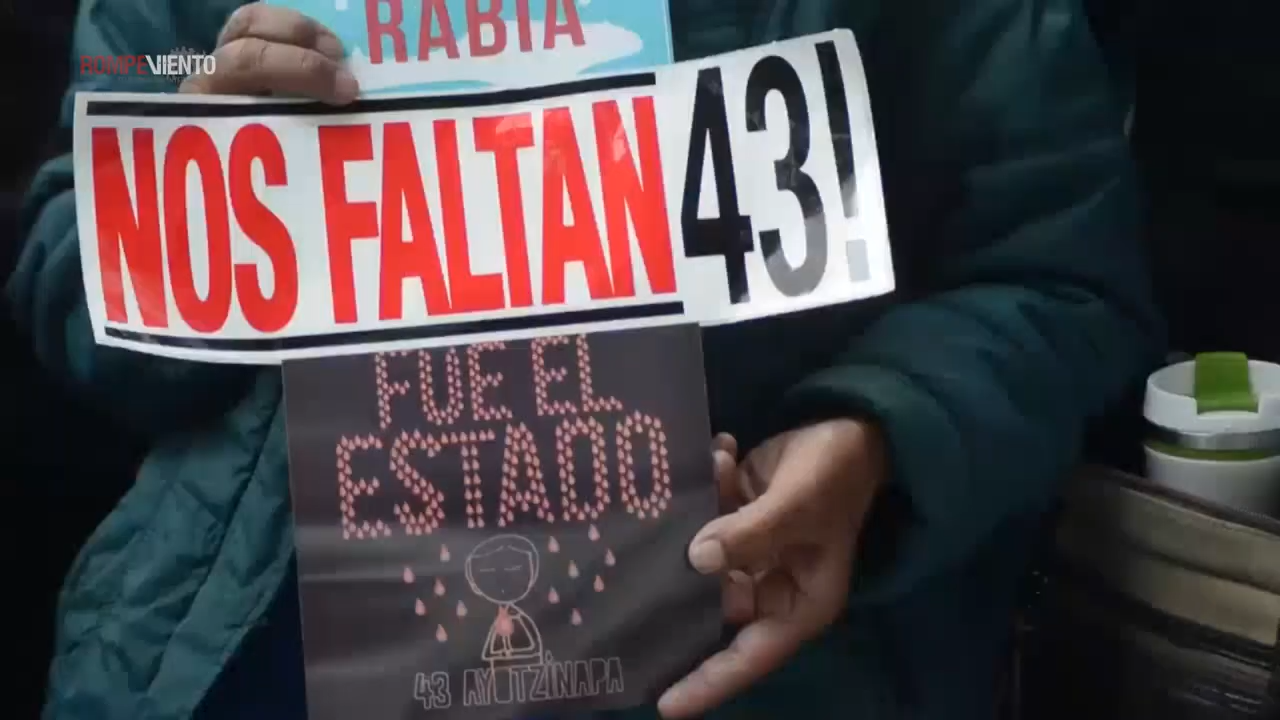 RABIA
ROMPEVIENTO
NOS FALTAN 43!
FUE EL
ESTADO
43 AYOTZINAPA